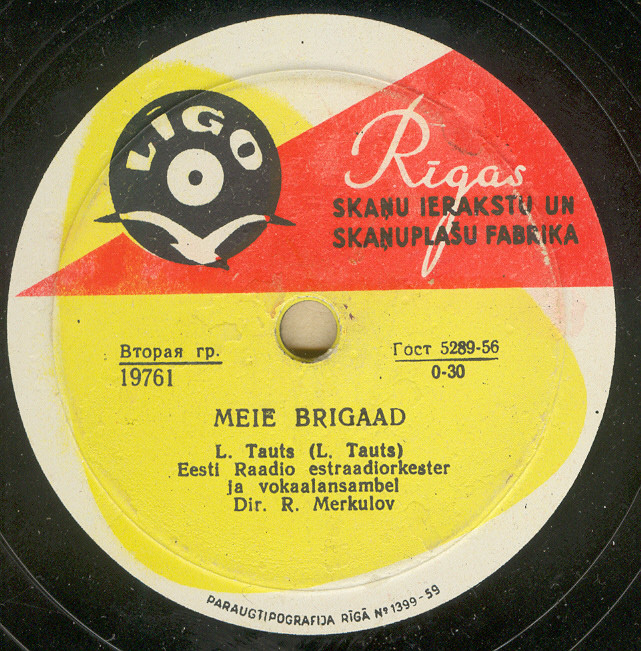 LĪGO
Rīgas
SKAŅU IERAKSTU UN
SKAŅUPLAŠU FABRIKA
Вторая гр.
19761
Гост 5289-56
0-30
MEIE BRIGAAD
L. Tauts (L. Tauts)
Eesti Raadio estraadiorkester
ja vokaalansambel
Dir. R. Merkulov
PARAUGTIPOGRAFIJA RĪGĀ Nº 1399-59